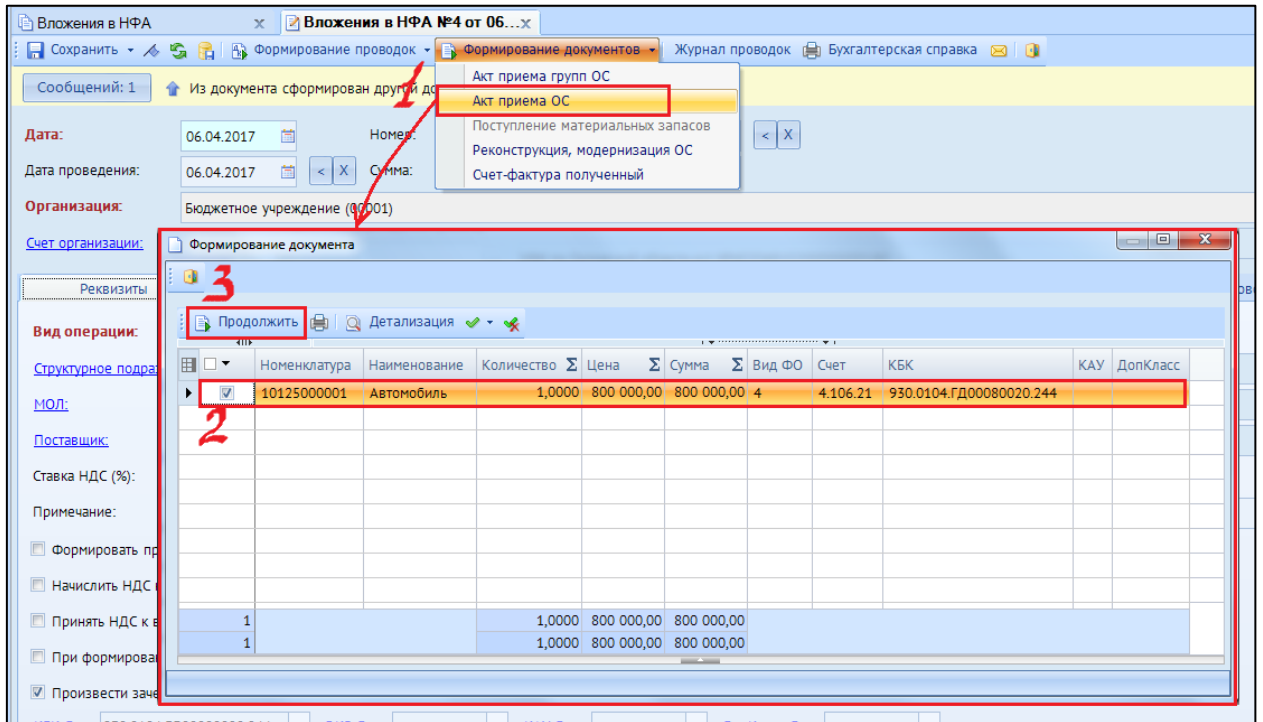 Вложения в НФА x Вложения в НФА №4 от 06...x
Сохранить Формирование проводок Формирование документов Журнал проводок Бухгалтерская справка
1
Акт приема групп ОС
Сообщений: 1 Из документа сформирован другой
Акт приема ОС
Поступление материальных запасов
Дата: 06.04.2017 Номер: < X
Реконструкция, модернизация ОС
Дата проведения: 06.04.2017 < X Сумма:
Счет-фактура полученный
Организация: Бюджетное учреждение (00001)
Счет организации:
Формирование документа
3
Реквизиты
Продолжить Детализация
Вид операции:
Номенклатура Наименование Количество Σ Цена Σ Сумма Σ Вид ФО Счет КБК КАУ ДопКласс
Структурное
10125000001 Автомобиль 1,0000 800 000,00 800 000,00 4 4.106.21 930.0104.ГД00080020.244
МОЛ:
2
Поставщик:
Ставка НДС (%):
Примечание:
Формировать
Начислить НДС
1 1,0000 800 000,00 800 000,00
Принять НДС к
1 1,0000 800 000,00 800 000,00
При
Произвести